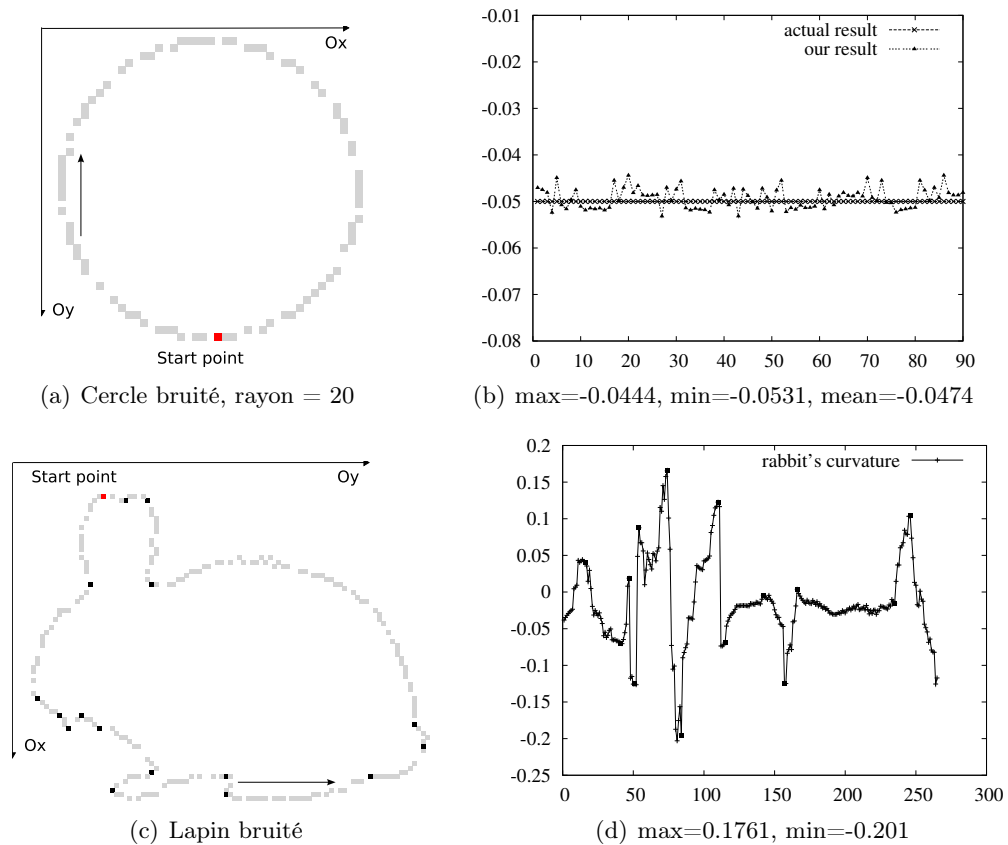 Ox
Oy
Start point
(a) Cercle bruité, rayon = 20
-0.01
-0.02
-0.03
-0.04
-0.05
-0.06
-0.07
-0.08
0 10 20 30 40 50 60 70 80 90
actual result
our result
(b) max=-0.0444, min=-0.0531, mean=-0.0474
Start point
Oy
Ox
(c) Lapin bruité
0.2
0.15
0.1
0.05
0
-0.05
-0.1
-0.15
-0.2
-0.25
0 50 100 150 200 250 300
rabbit's curvature
(d) max=0.1761, min=-0.201